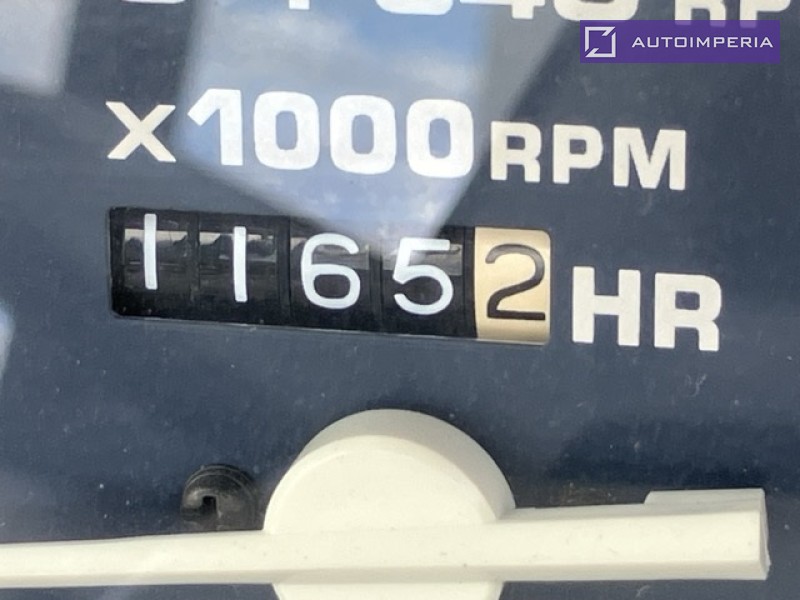 AUTOIMPERIA
x1000RPM
11652 HR